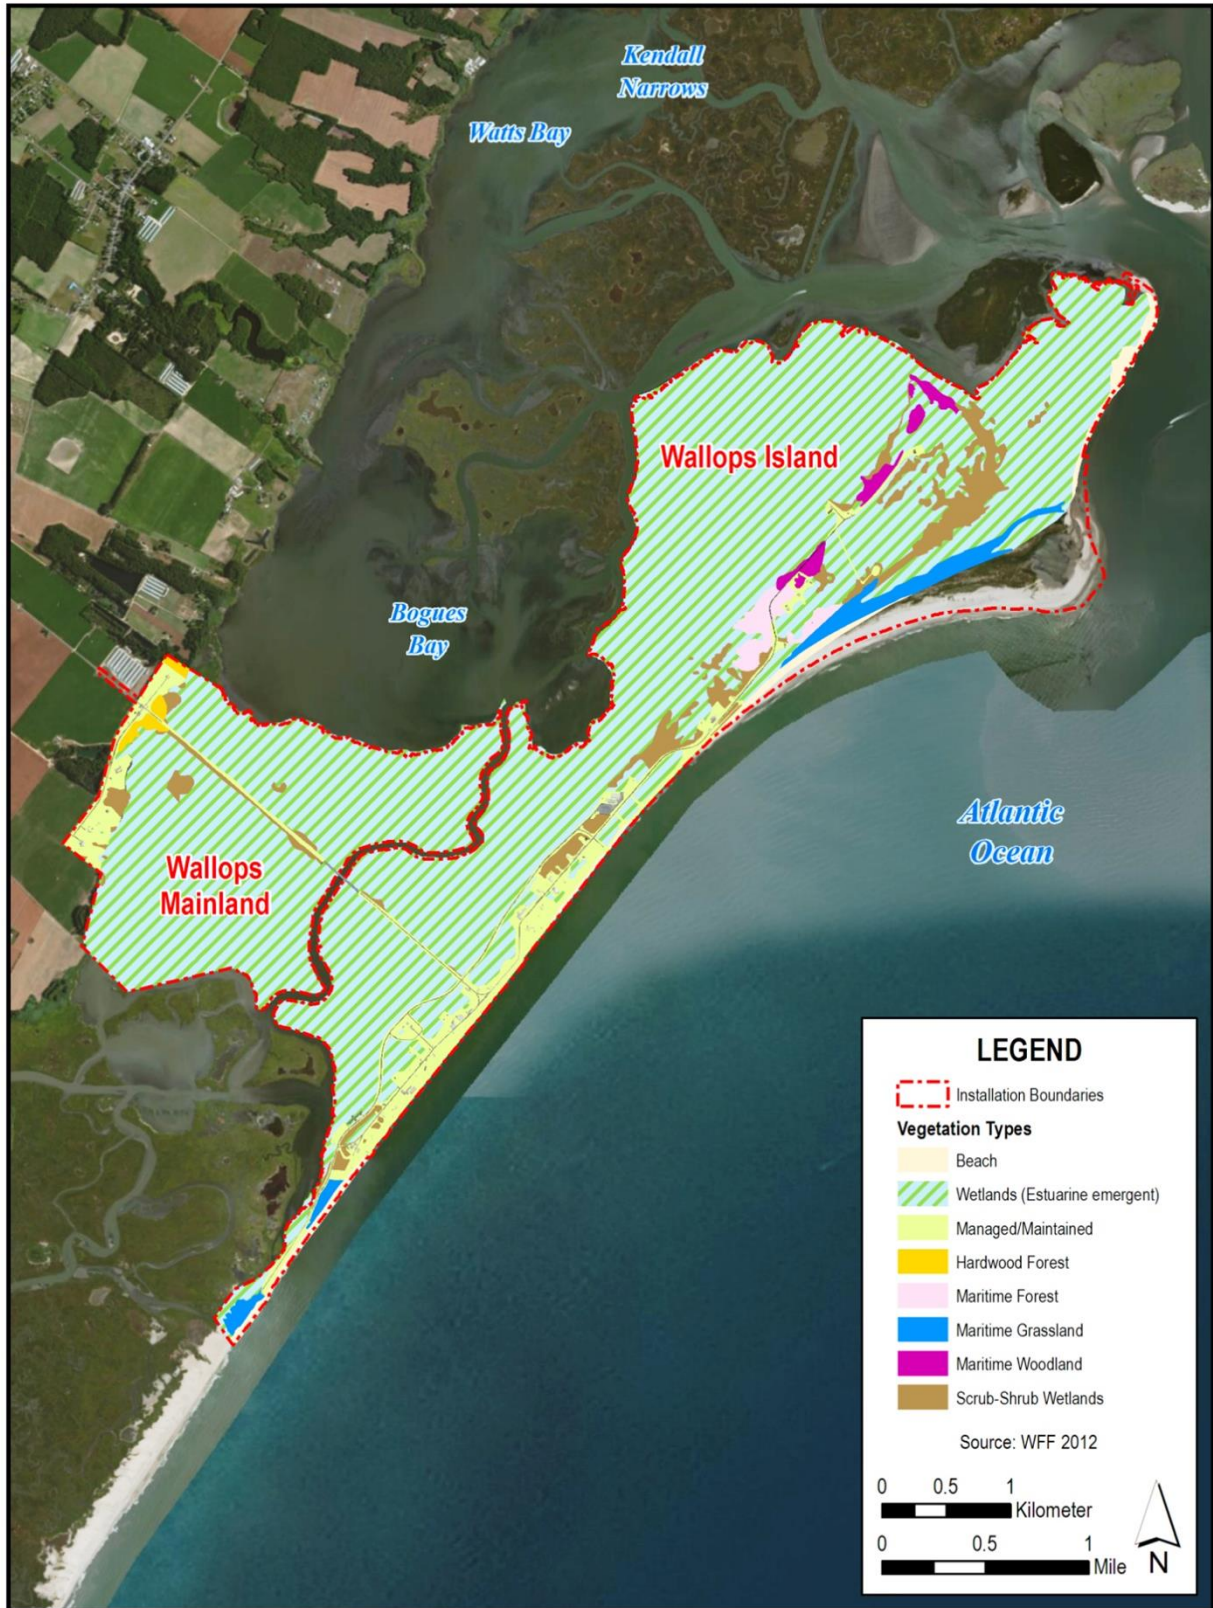 Kendall
Narrows
Watts Bay
Wallops Island
Bogues
Bay
Atlantic
Ocean
Wallops
Mainland
LEGEND
Installation Boundaries
Vegetation Types
Beach
Wetlands (Estuarine emergent)
Managed/Maintained
Hardwood Forest
Maritime Forest
Maritime Grassland
Maritime Woodland
Scrub-Shrub Wetlands
Source: WFF 2012
0 0.5 1
Kilometer
0 0.5 1
Mile
N